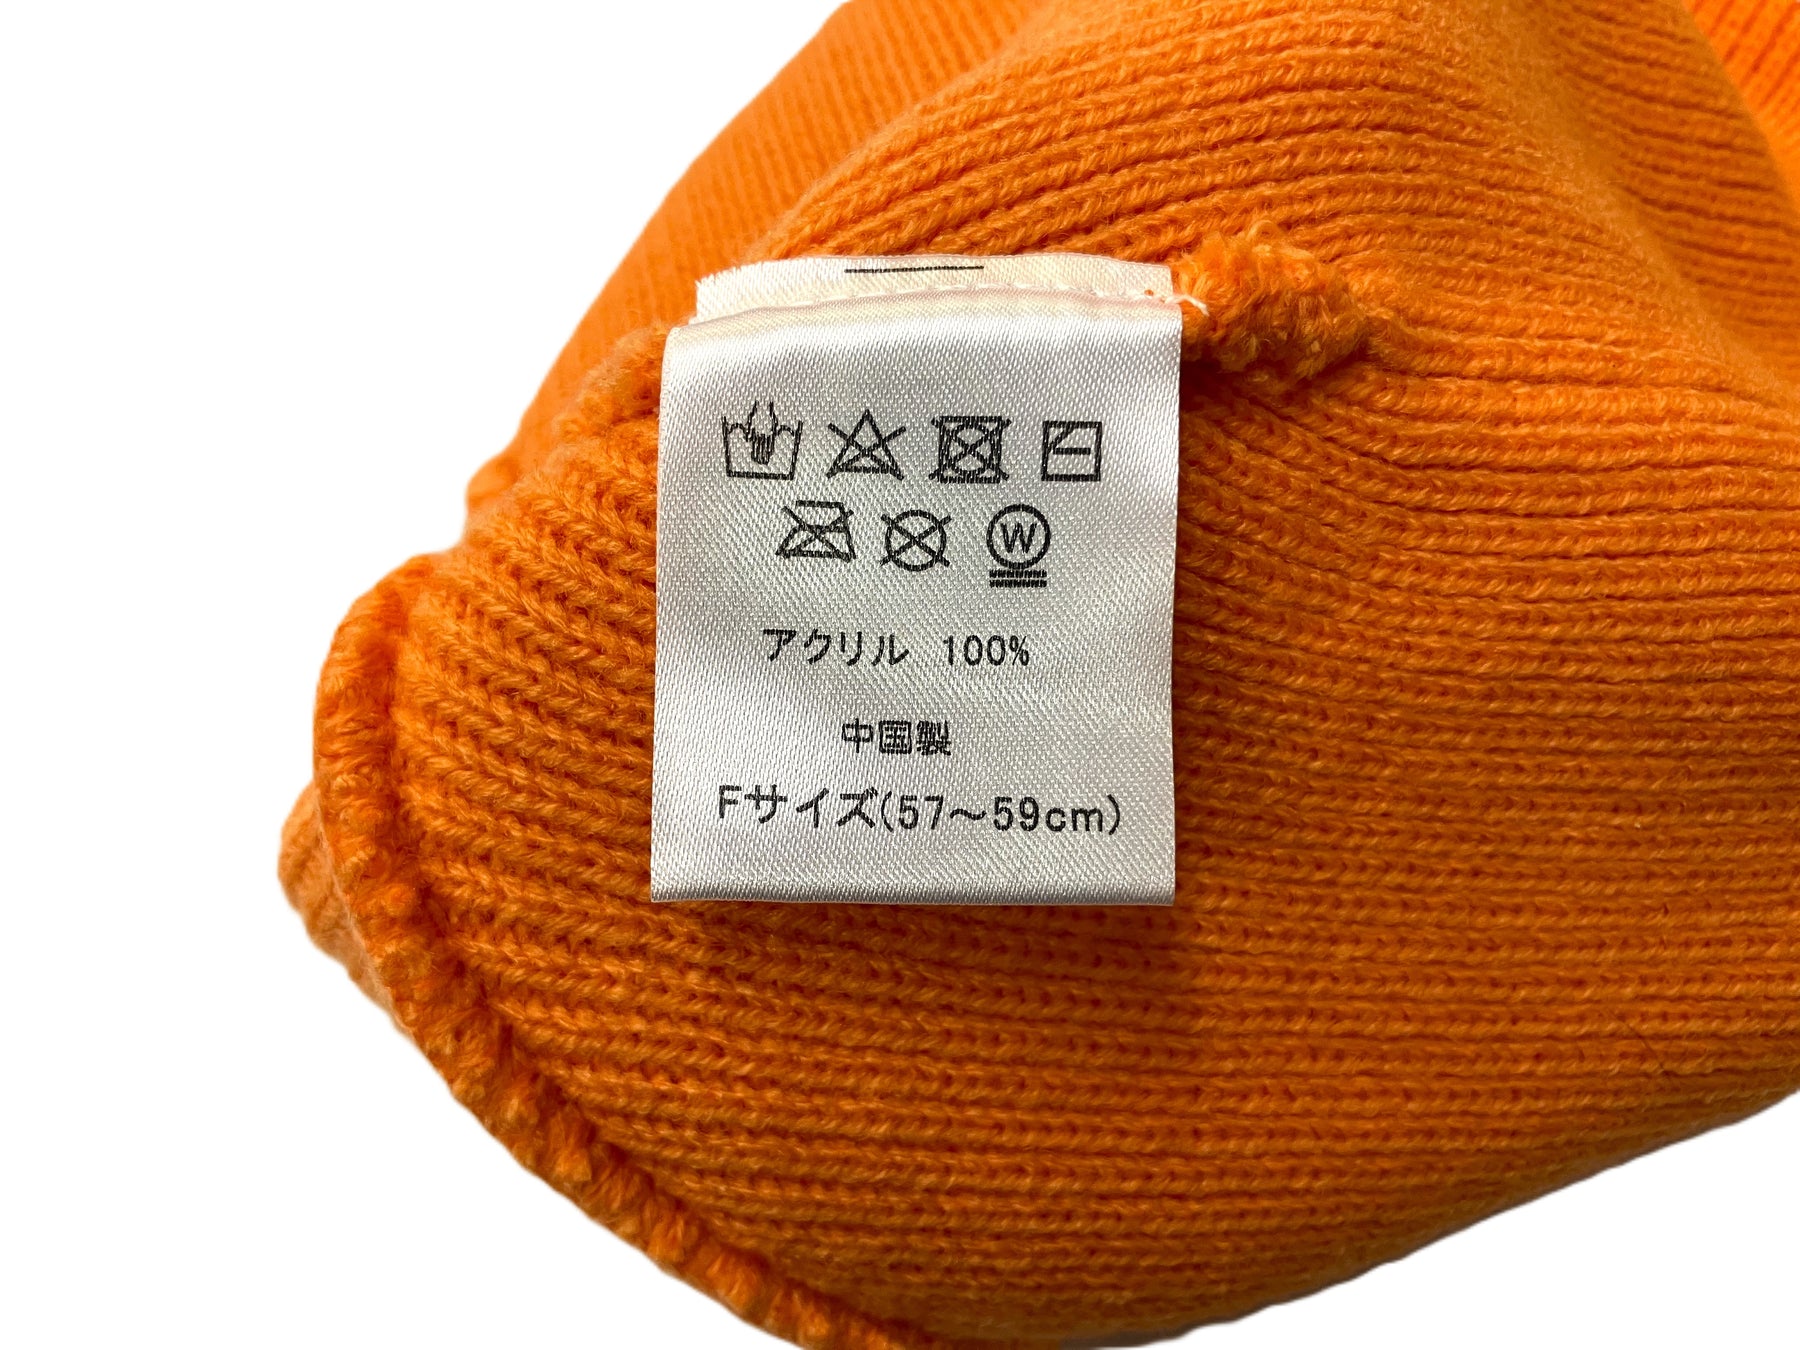 W
アクリル 100%
中国製
Fサイズ(57～59cm)